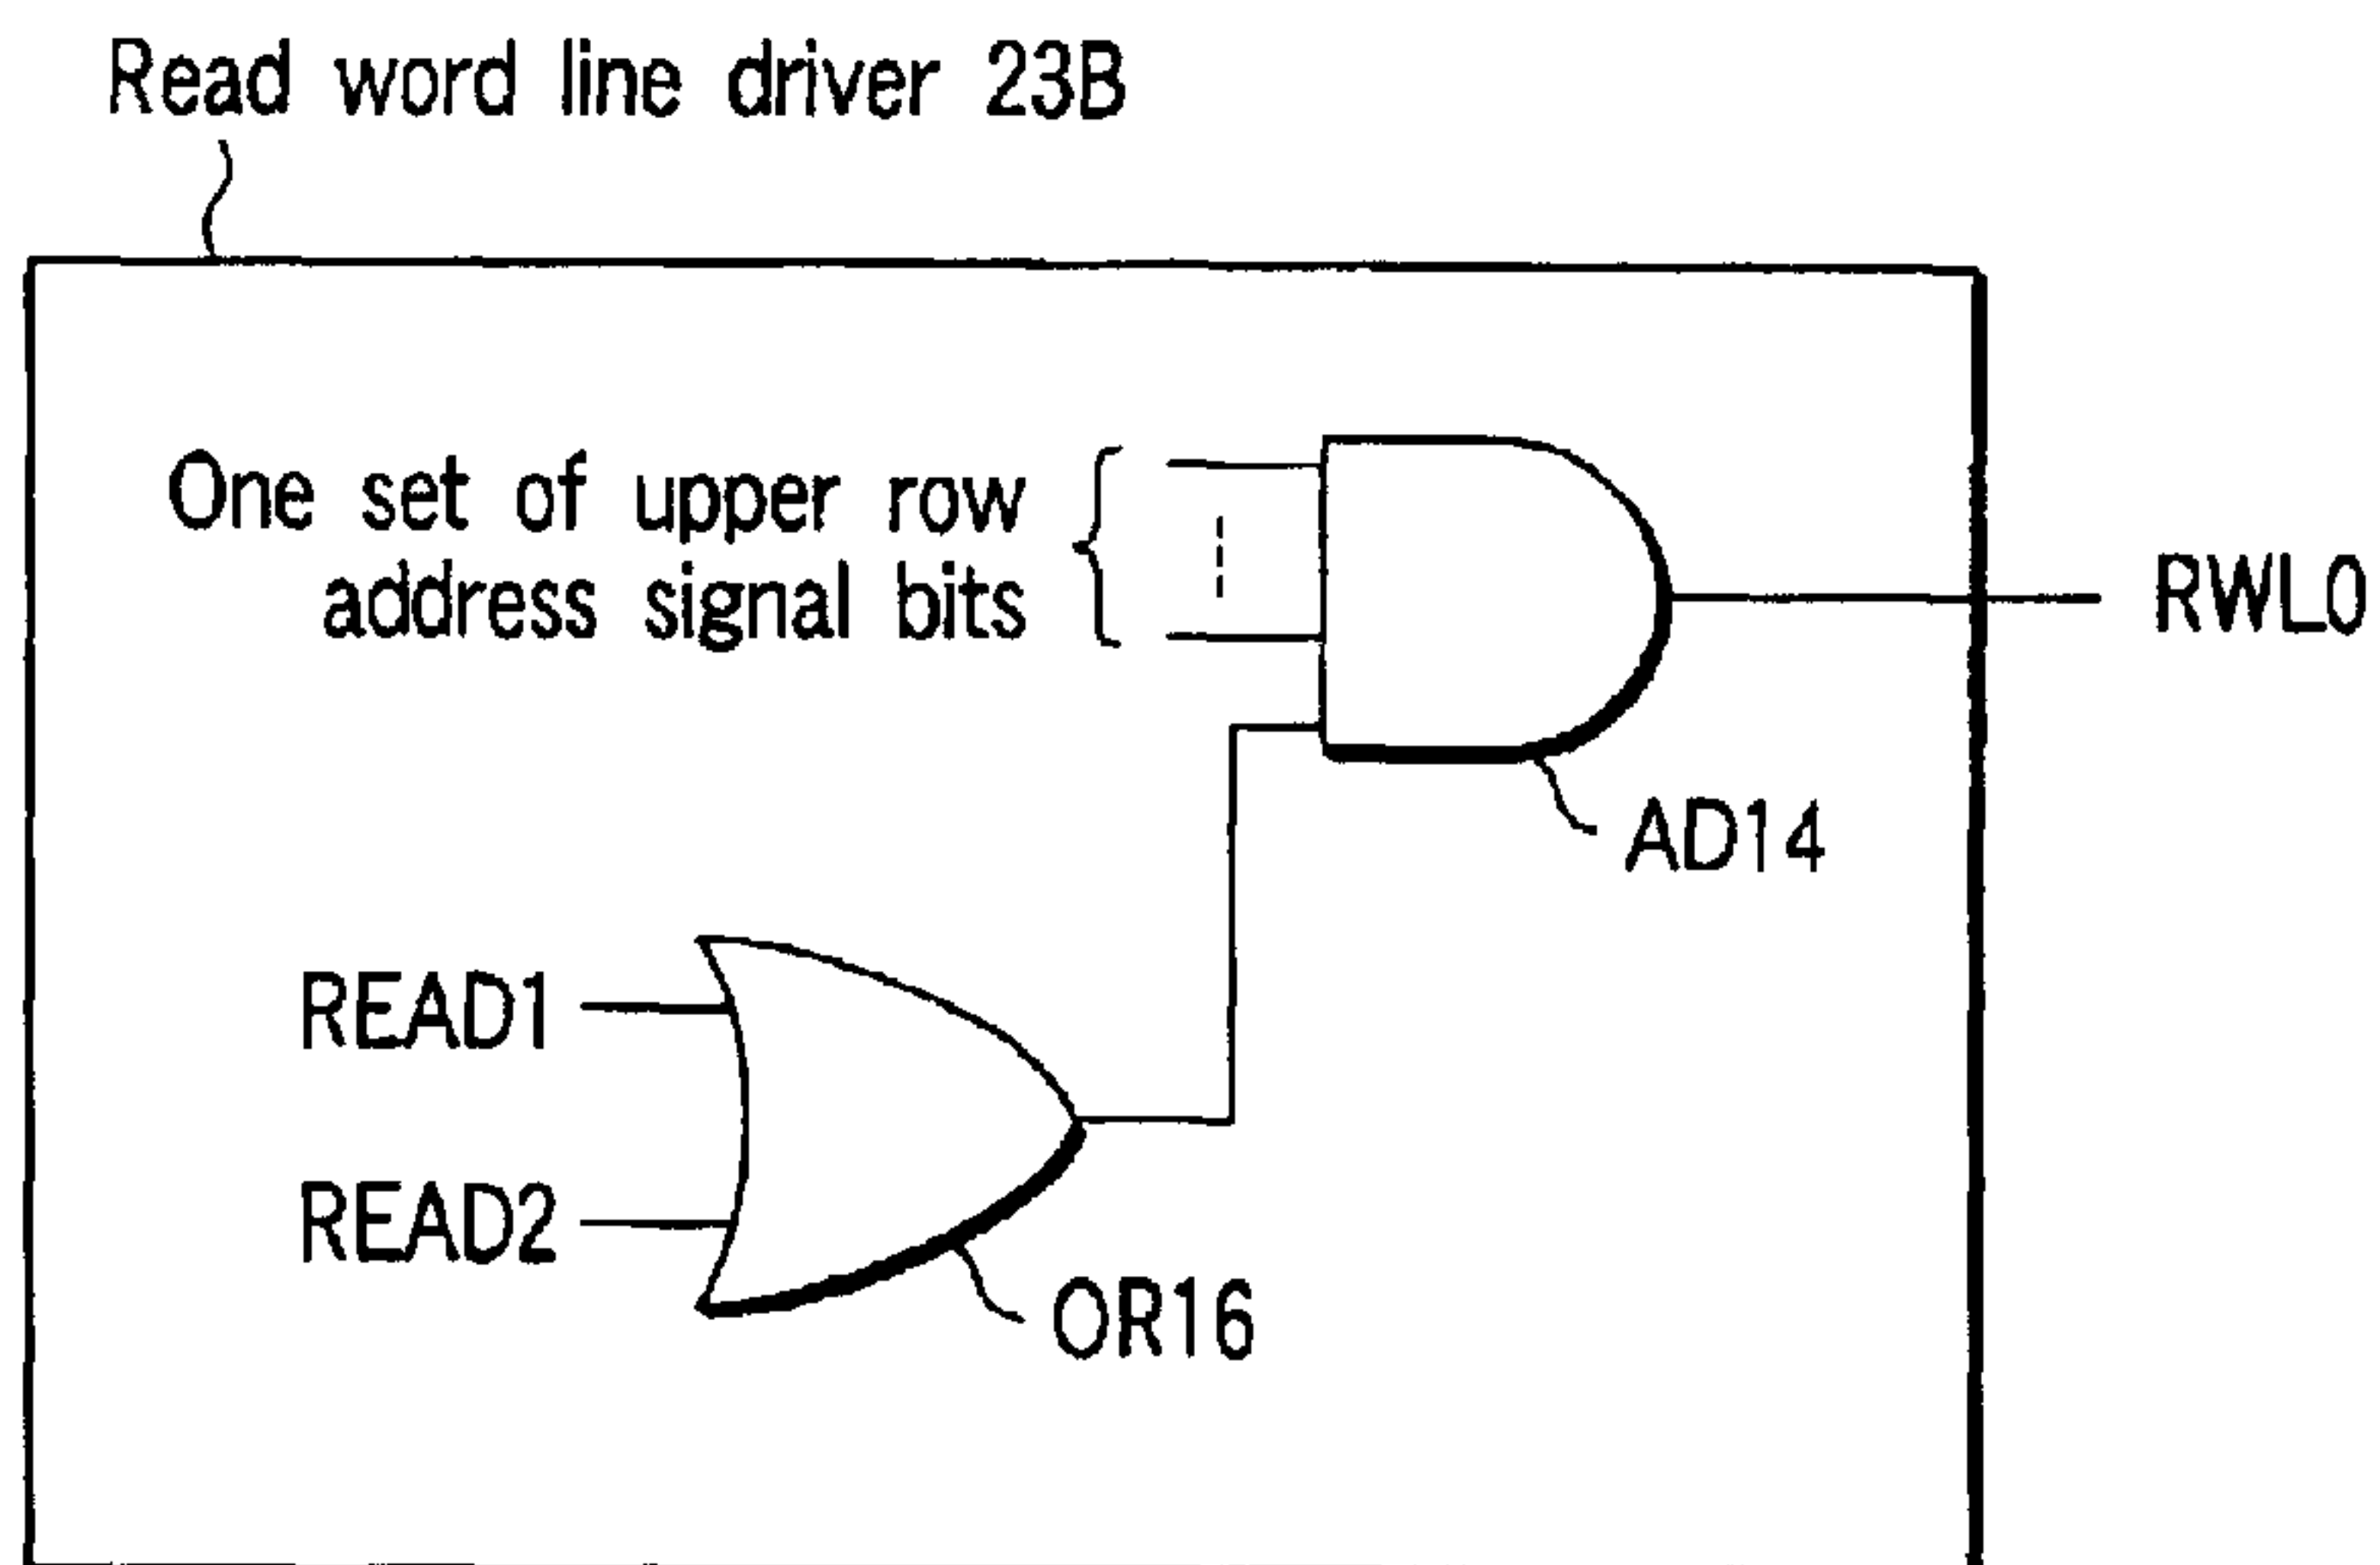 Read word line driver 23B
One set of upper row
address signal bits
RWL0
AD14
READ1
READ2
OR16